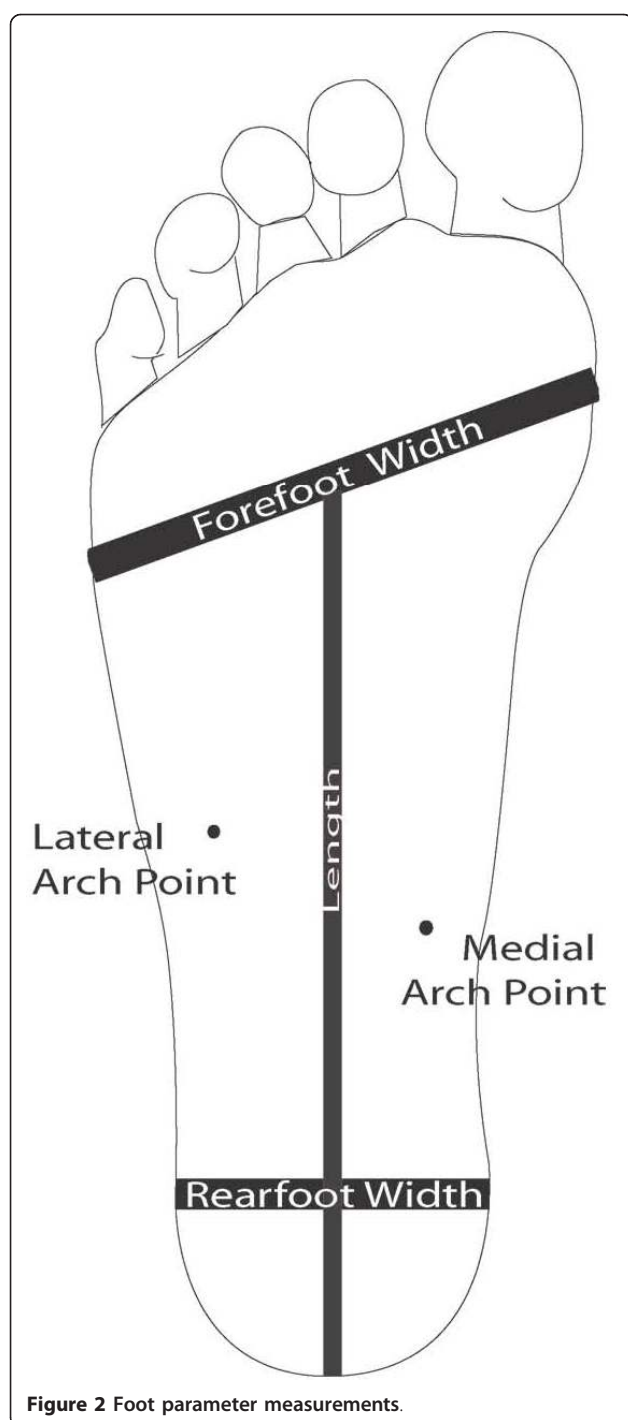 Forefoot Width
Length
Lateral
Arch Point
Medial
Arch Point
Rearfoot Width
Figure 2 Foot parameter measurements.